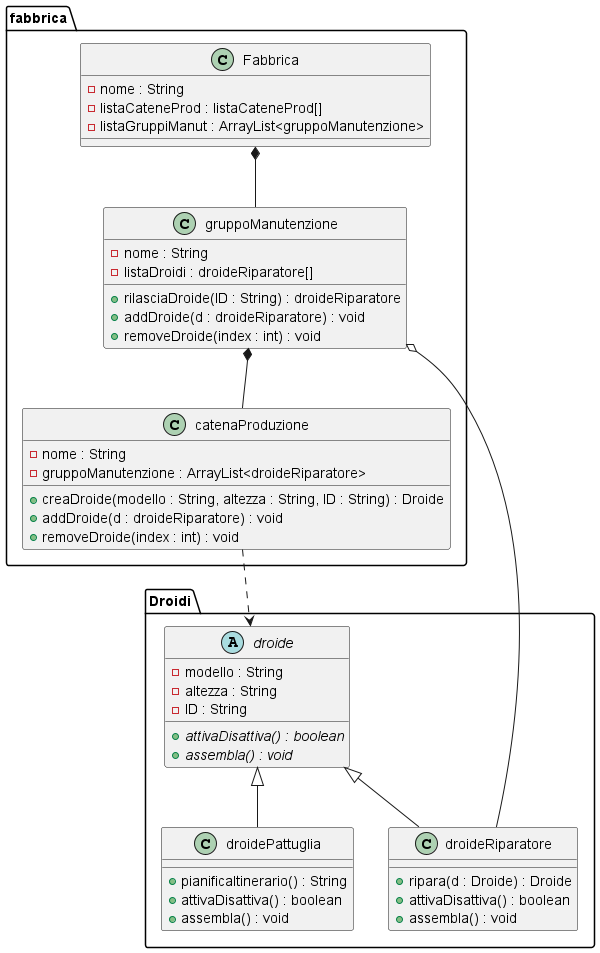 fabbrica
C Fabbrica
nome : String
listaCateneProd : listaCateneProd[]
listaGruppiManut : ArrayList<gruppoManutenzione>
C gruppoManutenzione
nome : String
listaDroidi : droideRiparatore[]
rilasciaDroide(ID : String) : droideRiparatore
addDroide(d : droideRiparatore) : void
removeDroide(index : int) : void
C catenaProduzione
nome : String
gruppoManutenzione : ArrayList<droideRiparatore>
creaDroide(modello : String, altezza : String, ID : String) : Droide
addDroide(d : droideRiparatore) : void
removeDroide(index : int) : void
Droidi
A droide
modello : String
altezza : String
ID : String
attivaDisattiva() : boolean
assembla() : void
C droidePattuglia
pianificaItinerario() : String
attivaDisattiva() : boolean
assembla() : void
C droideRiparatore
ripara(d : Droide) : Droide
attivaDisattiva() : boolean
assembla() : void